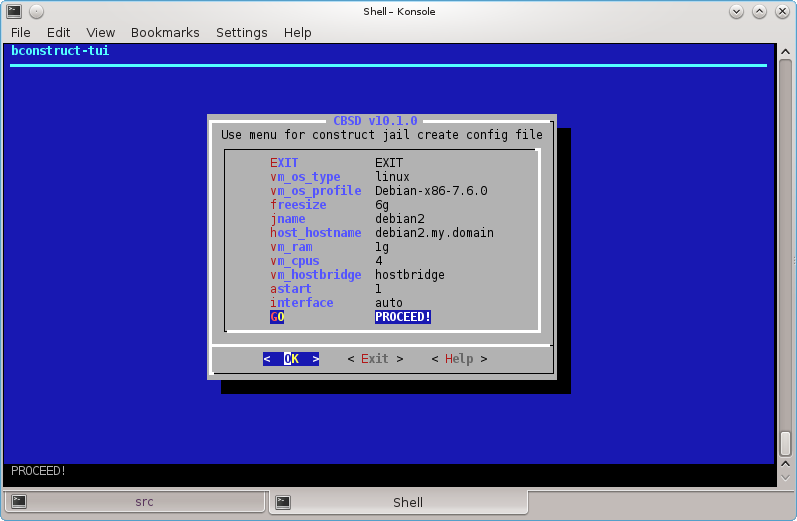 Shell – Konsole
File Edit View Bookmarks Settings Help
bconstruct-tui
CBSD v10.1.0
Use menu for construct jail create config file
EXIT EXIT
vm_os_type linux
vm_os_profile Debian-x86-7.6.0
freesize 6g
jname debian2
host_hostname debian2.my.domain
vm_ram 1g
vm_cpus 4
vm_hostbridge hostbridge
astart 1
interface auto
GO PROCEED!
< OK > < Exit > < Help >
PROCEED!
src Shell